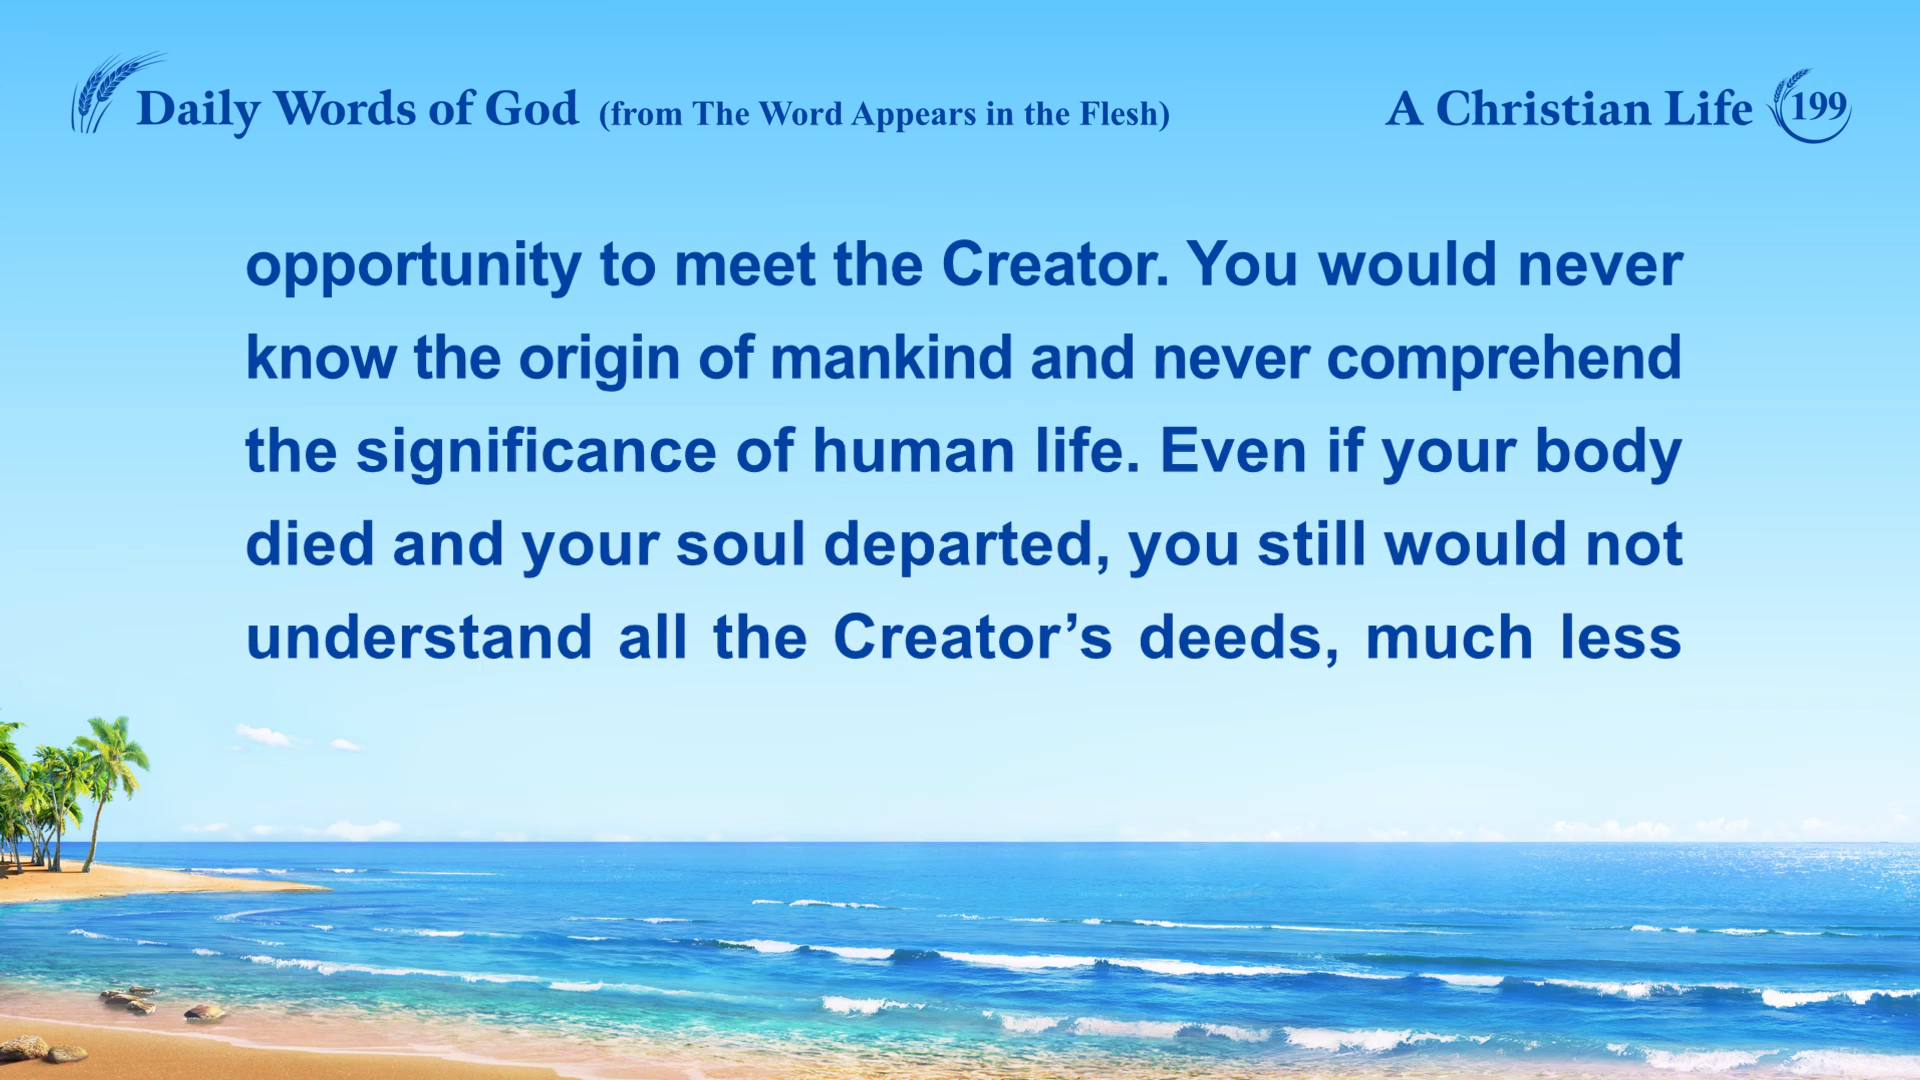 Daily Words of God (from The Word Appears in the Flesh)
A Christian Life 199
opportunity to meet the Creator. You would never
know the origin of mankind and never comprehend
the significance of human life. Even if your body
died and your soul departed, you still would not
understand all the Creator’s deeds, much less